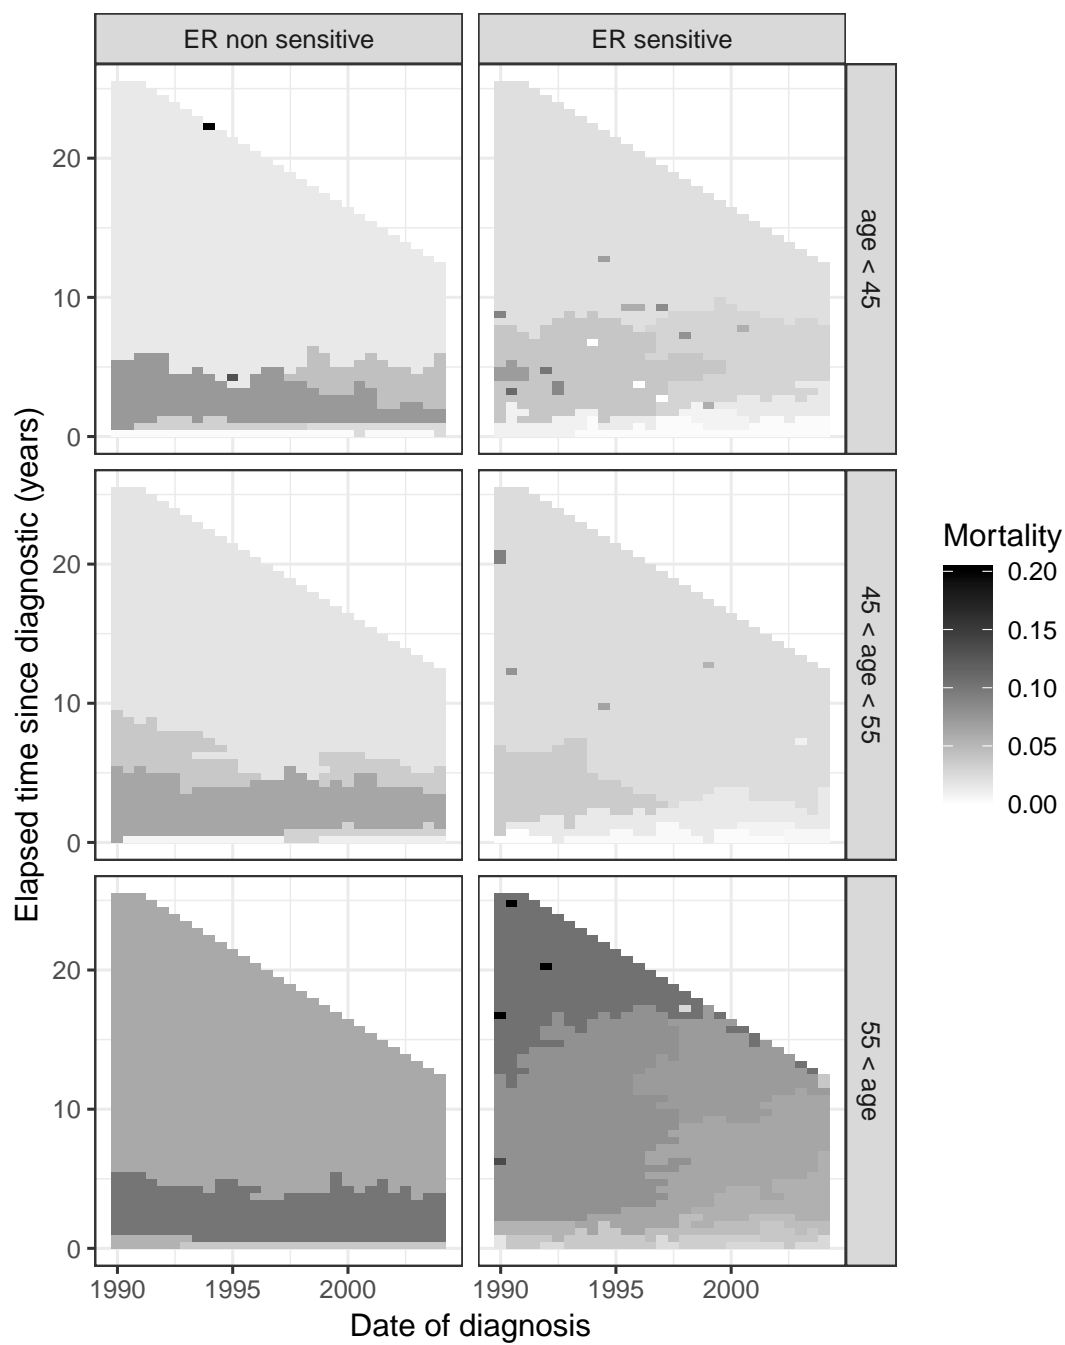 ER non sensitive
ER sensitive
20
10
0
age < 45
20
10
0
45 < age < 55
20
10
0
55 < age
1990
1995
2000
1990
1995
2000
Date of diagnosis
Elapsed time since diagnostic (years)
Mortality
0.20
0.15
0.10
0.05
0.00